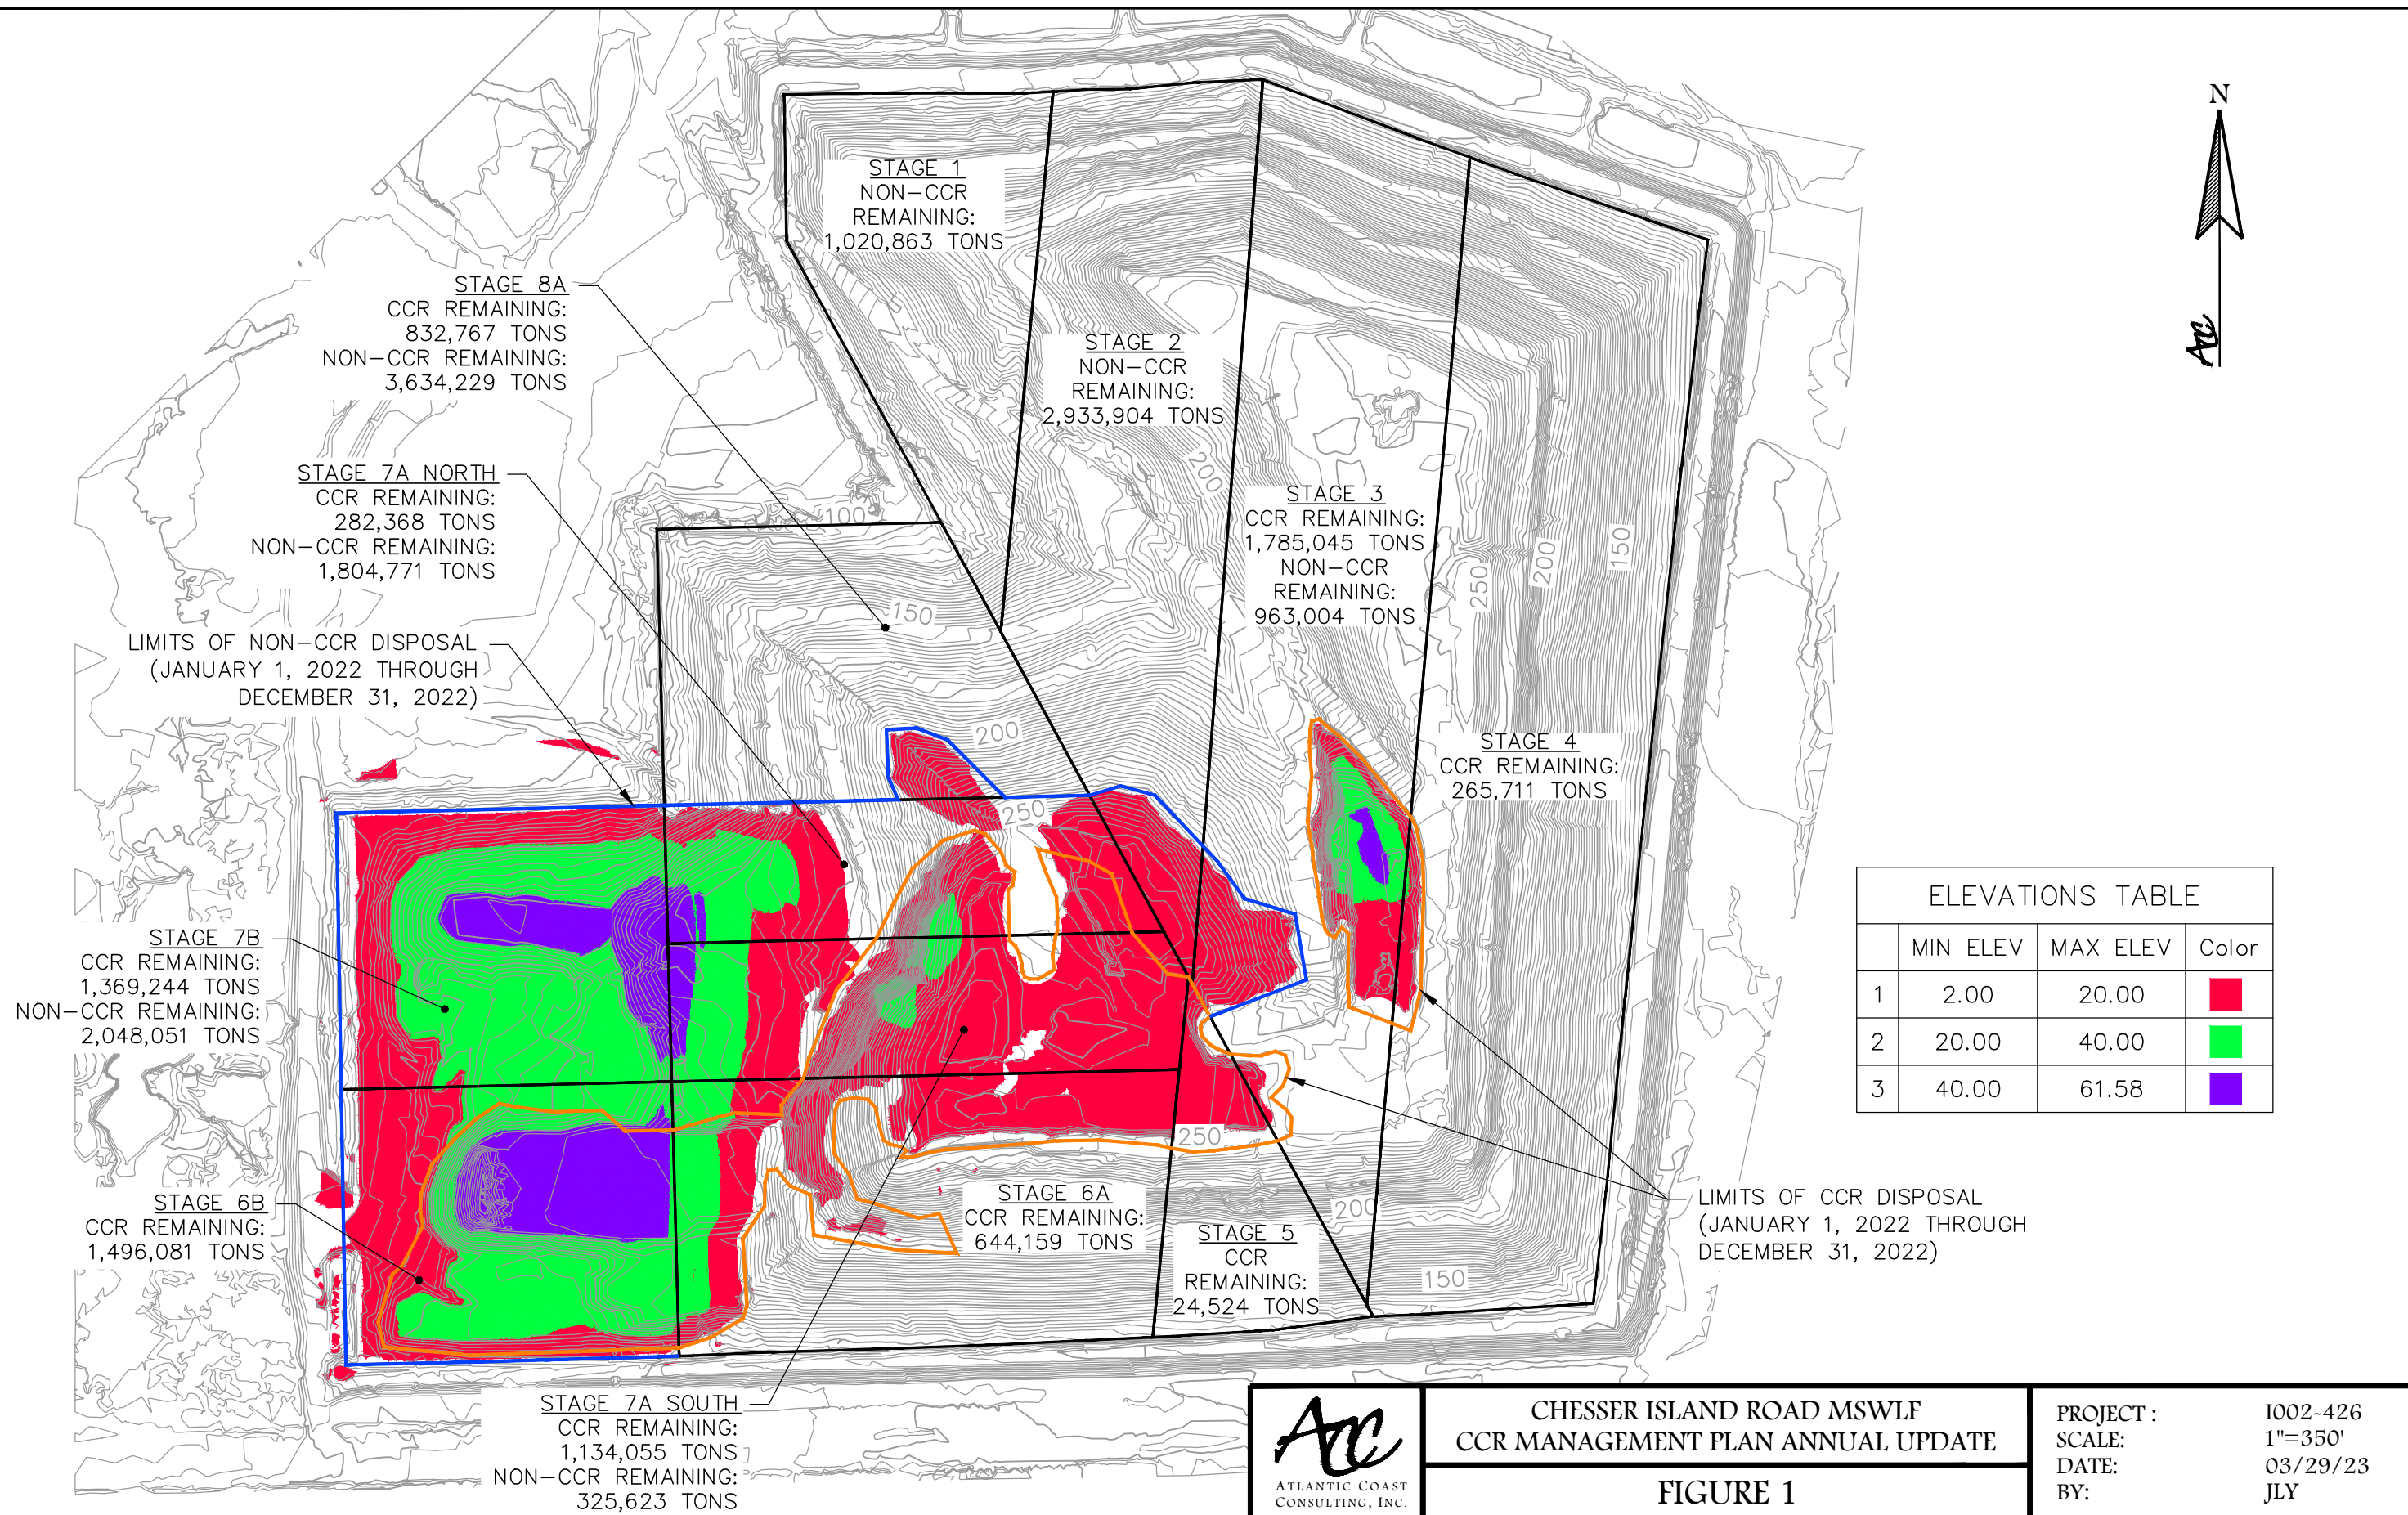 N
STAGE 1
NON-CCR
REMAINING:
1,020,863 TONS
STAGE 8A
CCR REMAINING:
832,767 TONS
NON-CCR REMAINING:
3,634,229 TONS
STAGE 2
NON-CCR
REMAINING:
2,933,904 TONS
200
STAGE 7A NORTH
CCR REMAINING:
282,368 TONS
NON-CCR REMAINING:
1,804,771 TONS
100
STAGE 3
CCR REMAINING:
1,785,045 TONS
NON-CCR
REMAINING:
963,004 TONS
250
200
150
150
LIMITS OF NON-CCR DISPOSAL
(JANUARY 1, 2022 THROUGH
DECEMBER 31, 2022)
200
STAGE 4
CCR REMAINING:
265,711 TONS
250
ELEVATIONS TABLE
MIN ELEV MAX ELEV Color
1 2.00 20.00
2 20.00 40.00
3 40.00 61.58
STAGE 7B
CCR REMAINING:
1,369,244 TONS
NON-CCR REMAINING:
2,048,051 TONS
250
STAGE 6B
CCR REMAINING:
1,496,081 TONS
STAGE 6A
CCR REMAINING:
644,159 TONS
200
STAGE 5
CCR
REMAINING:
24,524 TONS
150
LIMITS OF CCR DISPOSAL
(JANUARY 1, 2022 THROUGH
DECEMBER 31, 2022)
STAGE 7A SOUTH
CCR REMAINING:
1,134,055 TONS
NON-CCR REMAINING:
325,623 TONS
ACC
ATLANTIC COAST
CONSULTING, INC.
CHESSER ISLAND ROAD MSWLF
CCR MANAGEMENT PLAN ANNUAL UPDATE
FIGURE 1
PROJECT: I002-426
SCALE: 1"=350'
DATE: 03/29/23
BY: JLY
ACC